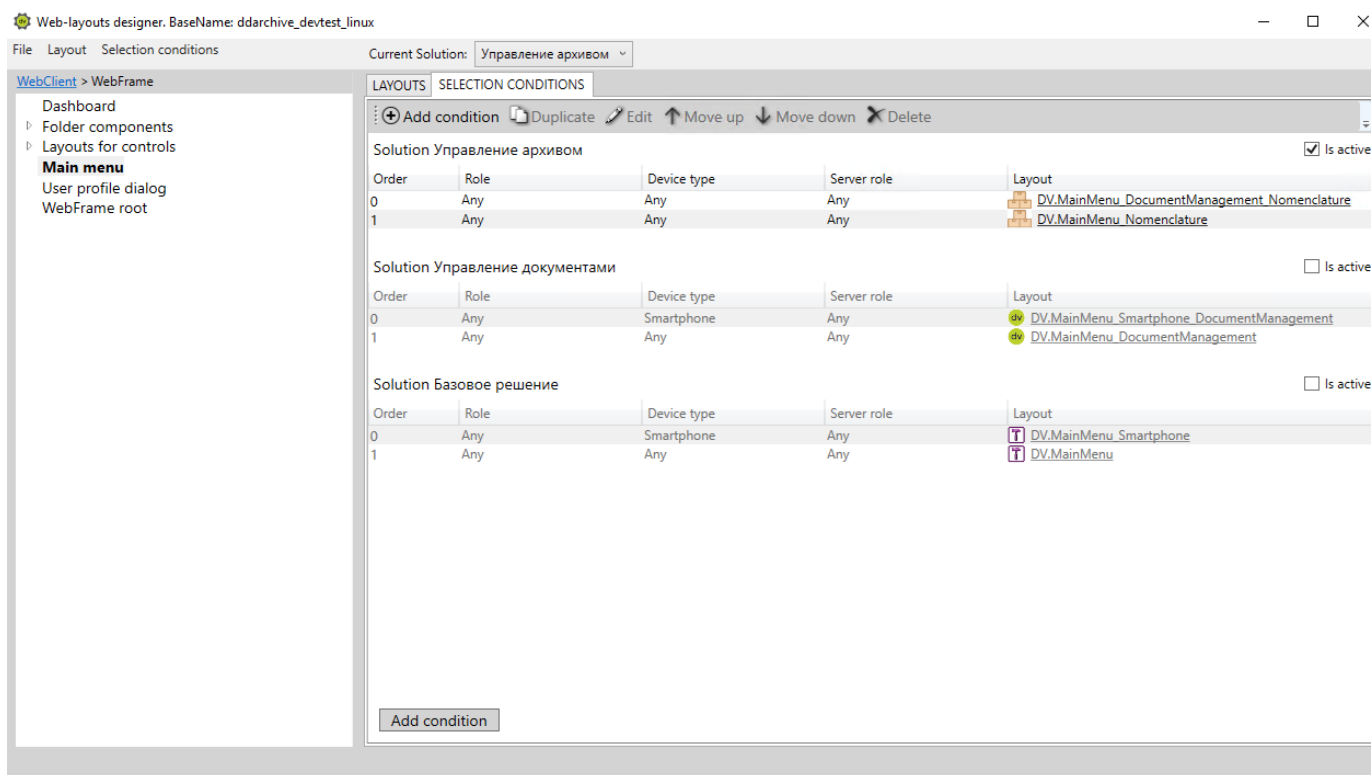 Web-layouts designer. BaseName: ddarchive_devtest_linux
File Layout Selection conditions
Current Solution: Управление архивом
WebClient > WebFrame
Dashboard
Folder components
Layouts for controls
Main menu
User profile dialog
WebFrame root
LAYOUTS SELECTION CONDITIONS
Add condition Duplicate Edit Move up Move down Delete
Solution Управление архивом Is active
Order Role Device type Server role Layout
0 Any Any Any DV.MainMenu_DocumentManagement_Nomenclature
1 Any Any Any DV.MainMenu_Nomenclature
Solution Управление документами Is active
Order Role Device type Server role Layout
0 Any Smartphone Any dv DV.MainMenu_Smartphone_DocumentManagement
1 Any Any Any dv DV.MainMenu_DocumentManagement
Solution Базовое решение Is active
Order Role Device type Server role Layout
0 Any Smartphone Any DV.MainMenu_Smartphone
1 Any Any Any DV.MainMenu
Add condition